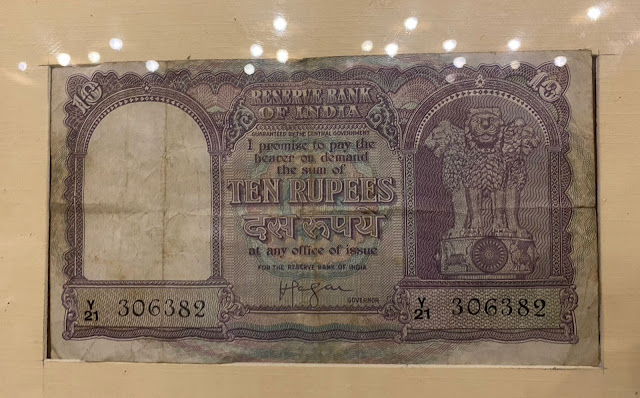 10
10
RESERVE BANK
OF INDIA
GUARANTEED BY THE CENTRAL GOVERNMENT
I promise to pay the
bearer on demand
the sum of
TEN RUPEES
दस रूपये
at any office of issue
FOR THE RESERVE BANK OF INDIA
GOVERNOR
Y/21 306382
Y/21 306382